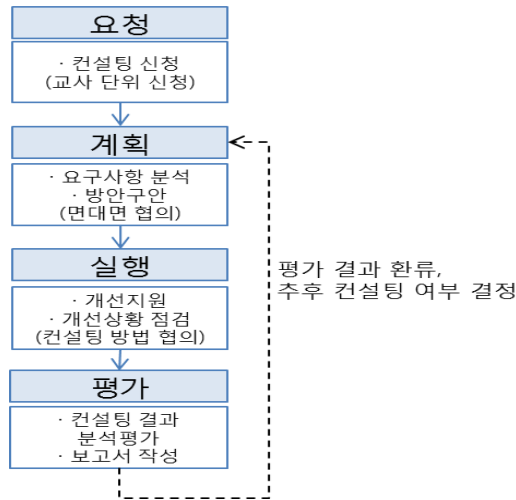 요청
· 컨설팅 신청
(교사 단위 신청)
계획
· 요구사항 분석
· 방안구안
(면대면 협의)
실행
· 개선지원
· 개선상황 점검
(컨설팅 방법 협의)
평가
· 컨설팅 결과
분석평가
· 보고서 작성
평가 결과 환류,
추후 컨설팅 여부 결정